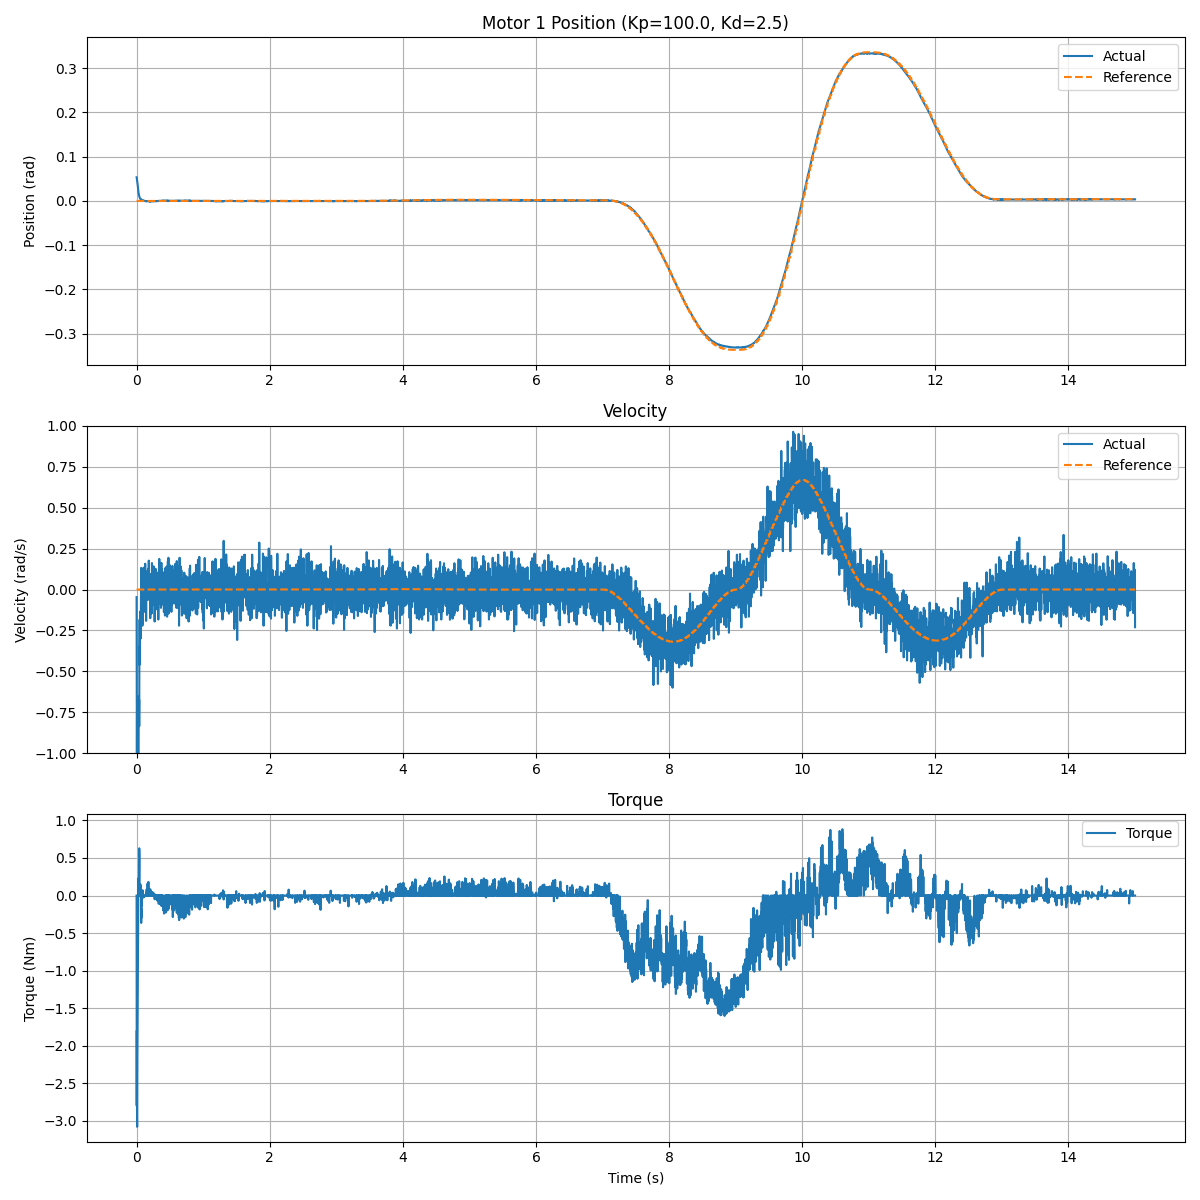 Motor 1 Position (Kp=100.0, Kd=2.5)
Position (rad)
0.3
0.2
0.1
0.0
−0.1
−0.2
−0.3
Actual
Reference
0 2 4 6 8 10 12 14
Velocity
Velocity (rad/s)
1.00
0.75
0.50
0.25
0.00
−0.25
−0.50
−0.75
−1.00
Actual
Reference
0 2 4 6 8 10 12 14
Torque
Torque (Nm)
1.0
0.5
0.0
−0.5
−1.0
−1.5
−2.0
−2.5
−3.0
Torque
0 2 4 6 8 10 12 14
Time (s)